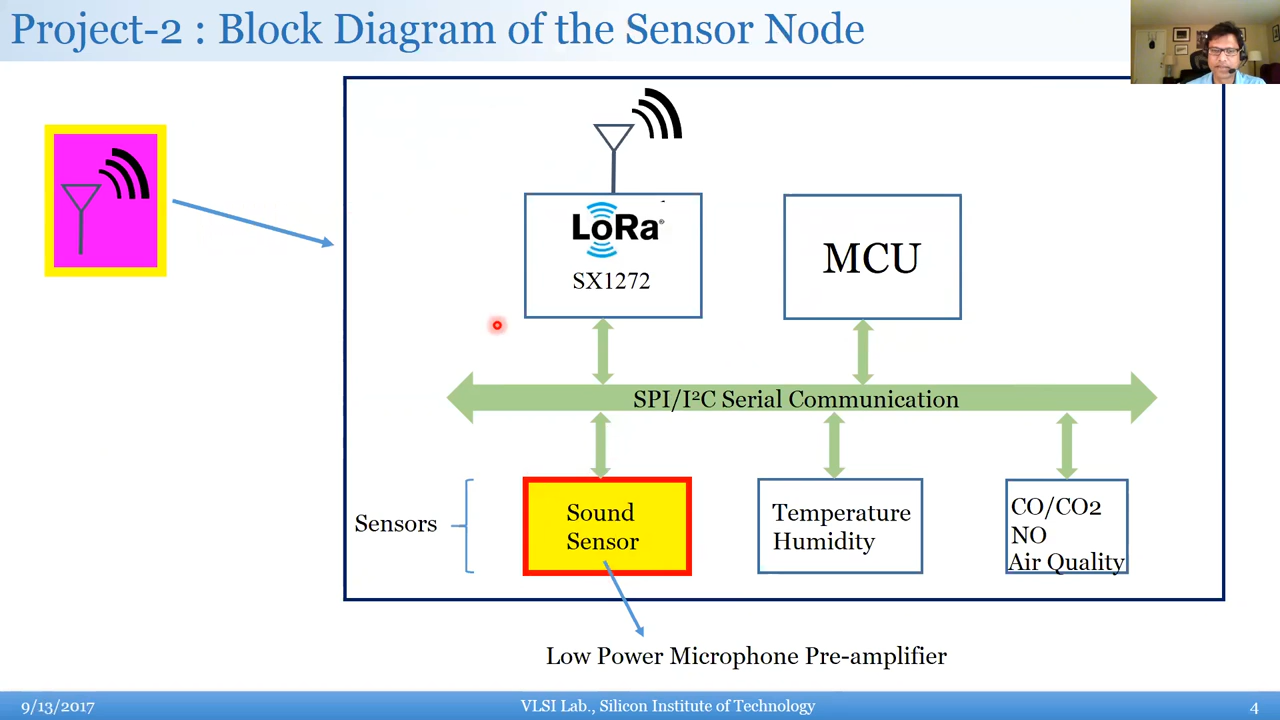 Project-2 : Block Diagram of the Sensor Node
LoRa®
SX1272
MCU
SPI/I²C Serial Communication
Sensors
Sound
Sensor
Temperature
Humidity
CO/CO2
NO
Air Quality
Low Power Microphone Pre-amplifier
9/13/2017
VLSI Lab., Silicon Institute of Technology
4